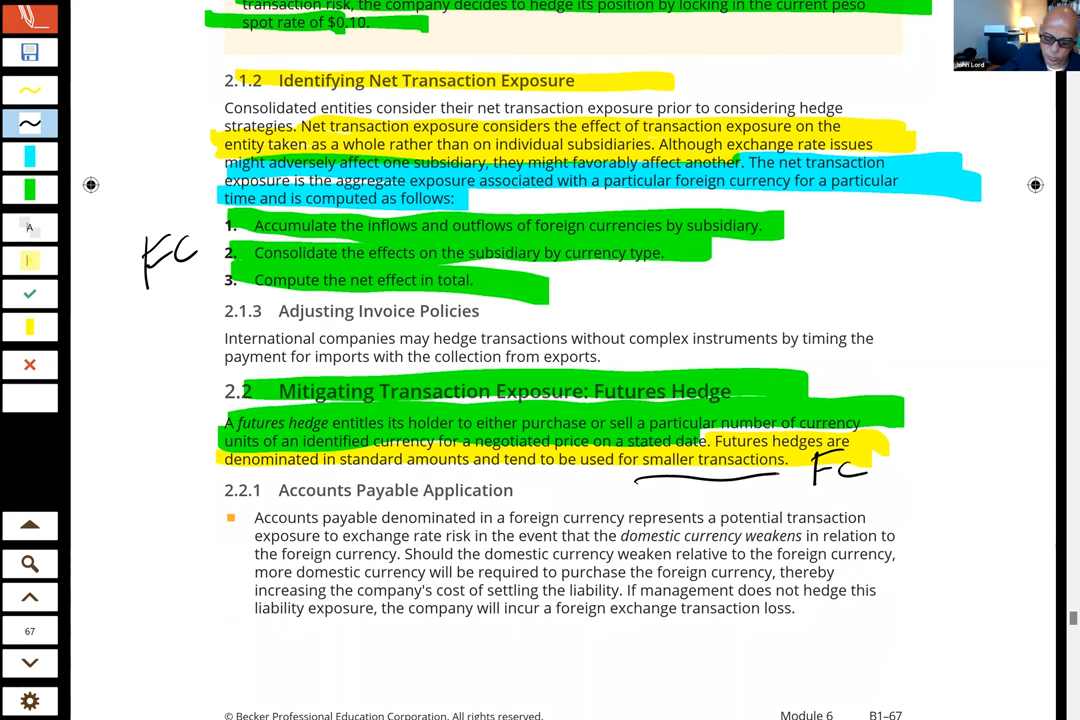 transaction risk, the company decides to hedge its position by locking in the current peso
spot rate of $0.10.
John Lord
2.1.2 Identifying Net Transaction Exposure
Consolidated entities consider their net transaction exposure prior to considering hedge
strategies. Net transaction exposure considers the effect of transaction exposure on the
entity taken as a whole rather than on individual subsidiaries. Although exchange rate issues
might adversely affect one subsidiary, they might favorably affect another. The net transaction
exposure is the aggregate exposure associated with a particular foreign currency for a particular
time and is computed as follows:
1. Accumulate the inflows and outflows of foreign currencies by subsidiary.
FC
2. Consolidate the effects on the subsidiary by currency type.
3. Compute the net effect in total.
2.1.3 Adjusting Invoice Policies
International companies may hedge transactions without complex instruments by timing the
payment for imports with the collection from exports.
2.2 Mitigating Transaction Exposure: Futures Hedge
A futures hedge entitles its holder to either purchase or sell a particular number of currency
units of an identified currency for a negotiated price on a stated date. Futures hedges are
denominated in standard amounts and tend to be used for smaller transactions.
FC
2.2.1 Accounts Payable Application
Accounts payable denominated in a foreign currency represents a potential transaction
exposure to exchange rate risk in the event that the domestic currency weakens in relation to
the foreign currency. Should the domestic currency weaken relative to the foreign currency,
more domestic currency will be required to purchase the foreign currency, thereby
increasing the company's cost of settling the liability. If management does not hedge this
liability exposure, the company will incur a foreign exchange transaction loss.
67
© Becker Professional Education Corporation. All rights reserved.
Module 6 B1–67